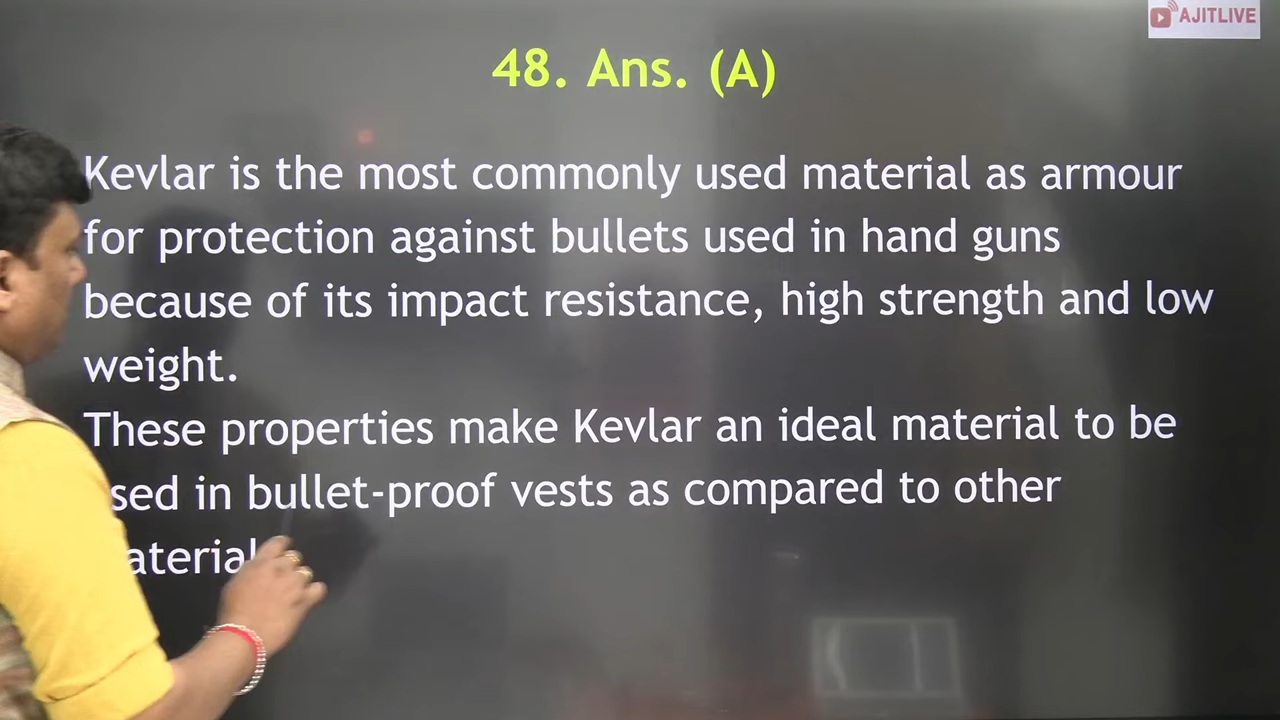 AJITLIVE
48. Ans. (A)
Kevlar is the most commonly used material as armour
for protection against bullets used in hand guns
because of its impact resistance, high strength and low
weight.
These properties make Kevlar an ideal material to be
in bullet-proof vests as compared to other